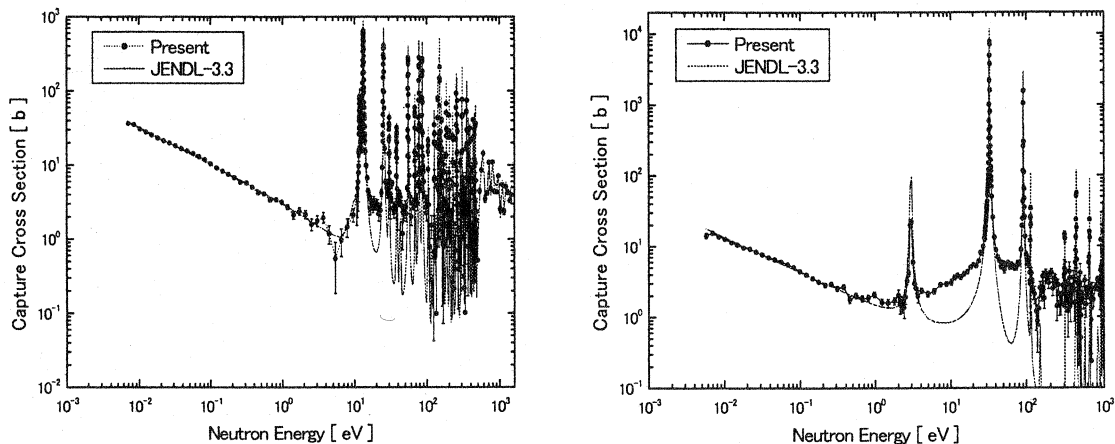 10³
10²
10¹
10⁰
10⁻¹
10⁻²
Capture Cross Section [ b ]
Present
JENDL-3.3
10⁻³ 10⁻² 10⁻¹ 10⁰ 10¹ 10² 10³
Neutron Energy [ eV ]
10⁴
10³
10²
10¹
10⁰
10⁻¹
Capture Cross Section [ b ]
Present
JENDL-3.3
10⁻³ 10⁻² 10⁻¹ 10⁰ 10¹ 10² 10³
Neutron Energy [ eV ]